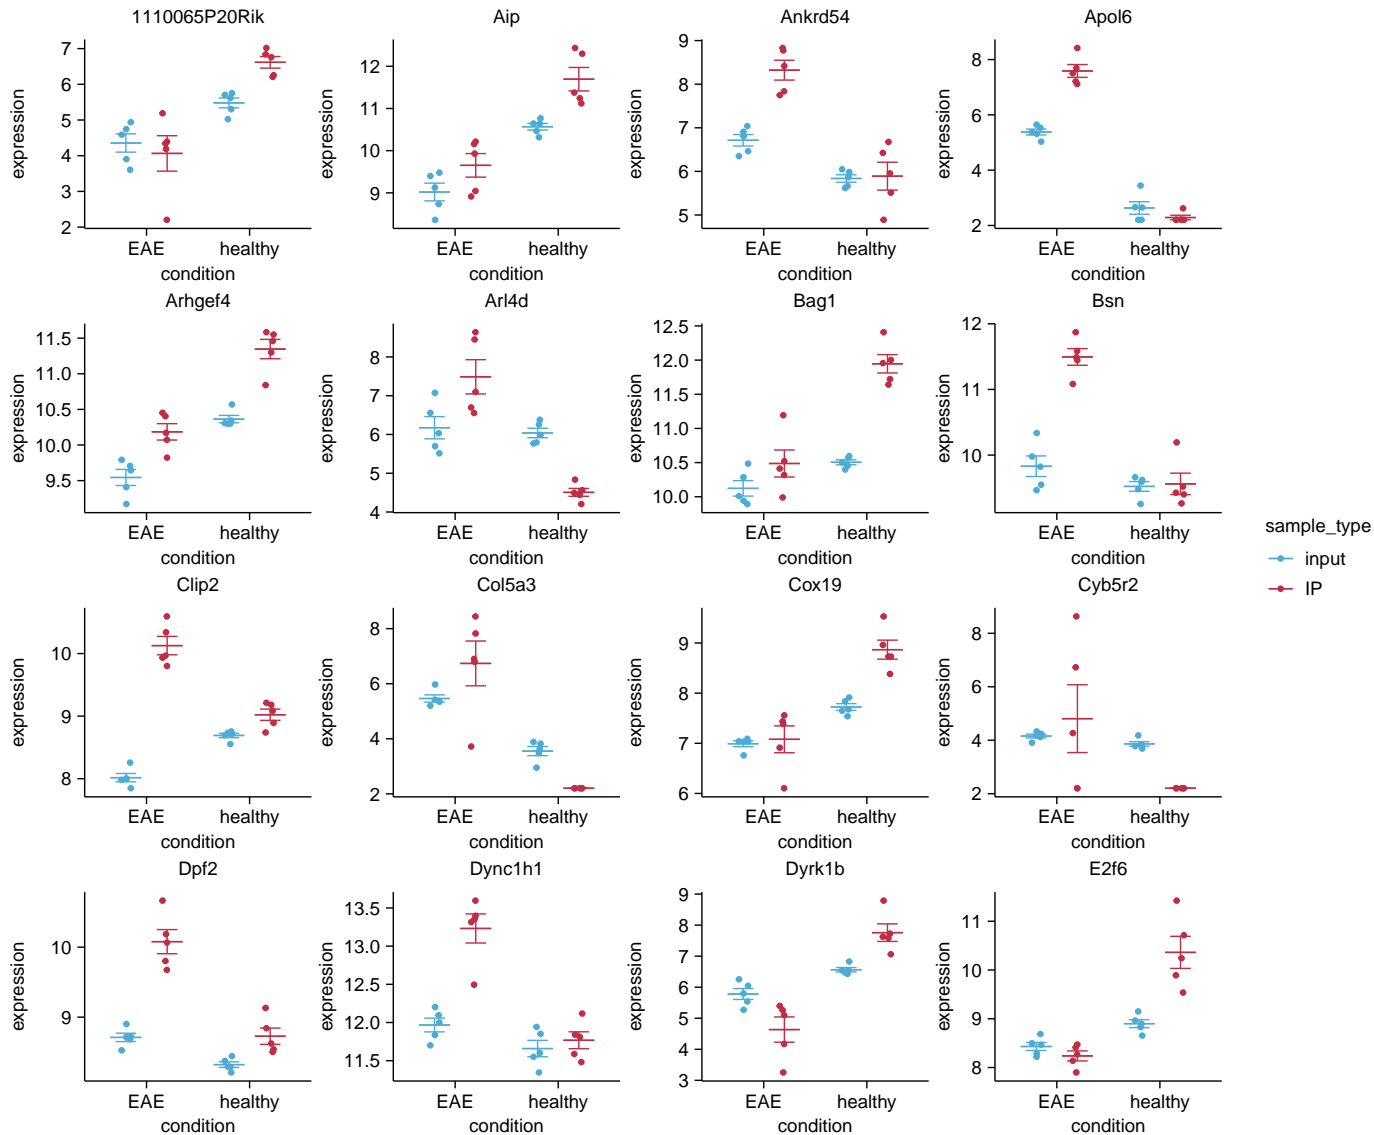 1110065P20Rik
Aip
Ankrd54
Apol6
expression
7
6
5
4
3
2
expression
12
11
10
9
expression
9
8
7
6
5
expression
8
6
4
2
EAE healthy
EAE healthy
EAE healthy
EAE healthy
condition
condition
condition
condition
Arhgef4
Arl4d
Bag1
Bsn
expression
11.5
11.0
10.5
10.0
9.5
expression
8
7
6
5
4
expression
12.5
12.0
11.5
11.0
10.5
10.0
expression
12
11
10
EAE healthy
EAE healthy
EAE healthy
EAE healthy
condition
condition
condition
condition
sample_type
input
IP
Clip2
Col5a3
Cox19
Cyb5r2
expression
10
9
8
expression
8
6
4
2
expression
9
8
7
6
expression
8
6
4
2
EAE healthy
EAE healthy
EAE healthy
EAE healthy
condition
condition
condition
condition
Dpf2
Dync1h1
Dyrk1b
E2f6
expression
10
9
expression
13.5
13.0
12.5
12.0
11.5
expression
9
8
7
6
5
4
3
expression
11
10
9
8
EAE healthy
EAE healthy
EAE healthy
EAE healthy
condition
condition
condition
condition